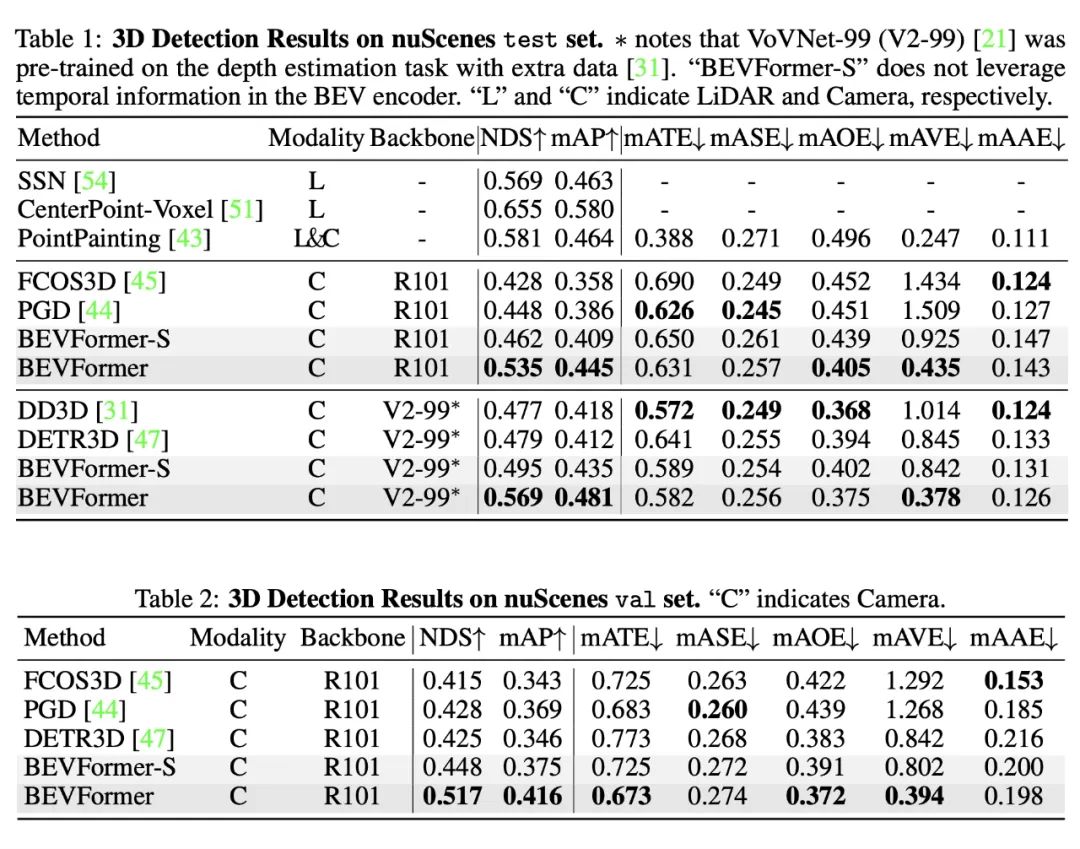 Table 1: 3D Detection Results on nuScenes test set. * notes that VoVNet-99 (V2-99) [21] was
pre-trained on the depth estimation task with extra data [31]. “BEVFormer-S” does not leverage
temporal information in the BEV encoder. “L” and “C” indicate LiDAR and Camera, respectively.
Method Modality Backbone NDS↑ mAP↑ mATE↓ mASE↓ mAOE↓ mAVE↓ mAAE↓
SSN [54] L - 0.569 0.463 - - - - -
CenterPoint-Voxel [51] L - 0.655 0.580 - - - - -
PointPainting [43] L&C - 0.581 0.464 0.388 0.271 0.496 0.247 0.111
FCOS3D [45] C R101 0.428 0.358 0.690 0.249 0.452 1.434 0.124
PGD [44] C R101 0.448 0.386 0.626 0.245 0.451 1.509 0.127
BEVFormer-S C R101 0.462 0.409 0.650 0.261 0.439 0.925 0.147
BEVFormer C R101 0.535 0.445 0.631 0.257 0.405 0.435 0.143
DD3D [31] C V2-99* 0.477 0.418 0.572 0.249 0.368 1.014 0.124
DETR3D [47] C V2-99* 0.479 0.412 0.641 0.255 0.394 0.845 0.133
BEVFormer-S C V2-99* 0.495 0.435 0.589 0.254 0.402 0.842 0.131
BEVFormer C V2-99* 0.569 0.481 0.582 0.256 0.375 0.378 0.126
Table 2: 3D Detection Results on nuScenes val set. “C” indicates Camera.
Method Modality Backbone NDS↑ mAP↑ mATE↓ mASE↓ mAOE↓ mAVE↓ mAAE↓
FCOS3D [45] C R101 0.415 0.343 0.725 0.263 0.422 1.292 0.153
PGD [44] C R101 0.428 0.369 0.683 0.260 0.439 1.268 0.185
DETR3D [47] C R101 0.425 0.346 0.773 0.268 0.383 0.842 0.216
BEVFormer-S C R101 0.448 0.375 0.725 0.272 0.391 0.802 0.200
BEVFormer C R101 0.517 0.416 0.673 0.274 0.372 0.394 0.198